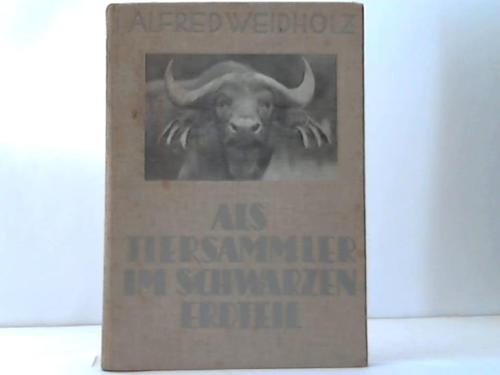 ALFRED WEIDHOLZ
ALS
TIERSAMMLER
IM SCHWARZEN
ERDTEIL